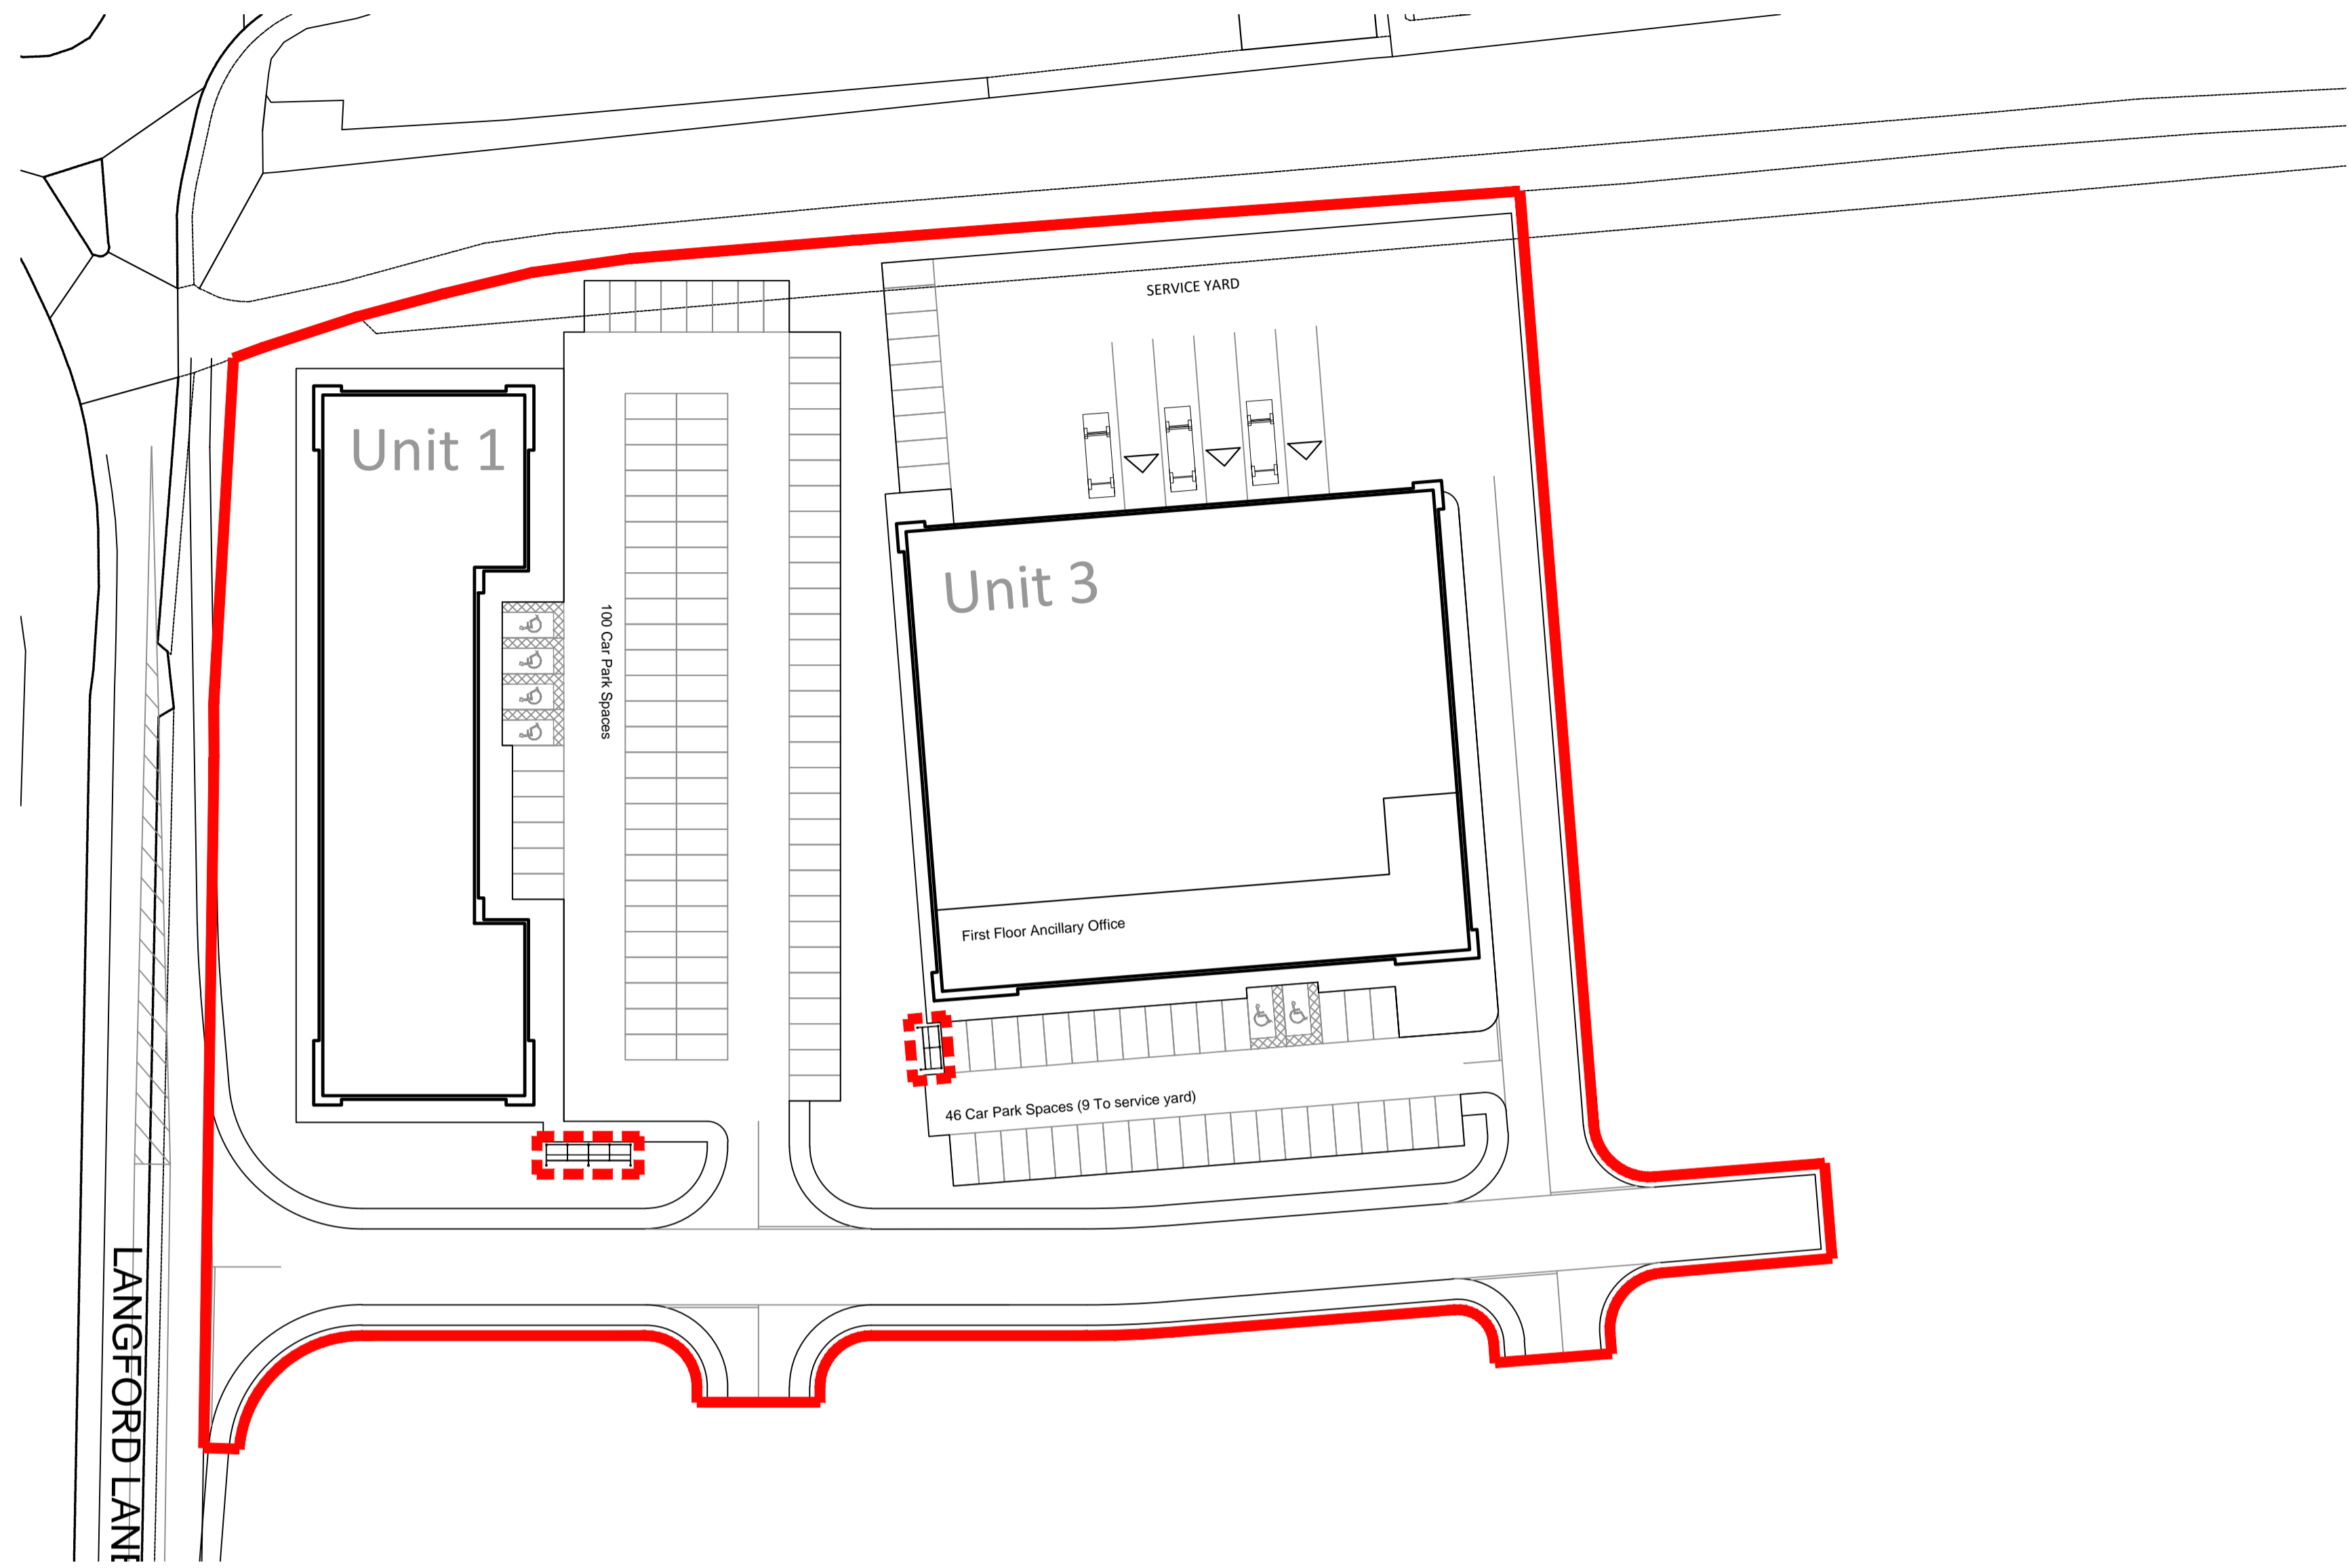 SERVICE YARD
Unit 1
Unit 3
100 Car Park Spaces
First Floor Ancillary Office
46 Car Park Spaces (9 To service yard)
LANGFORD LANE